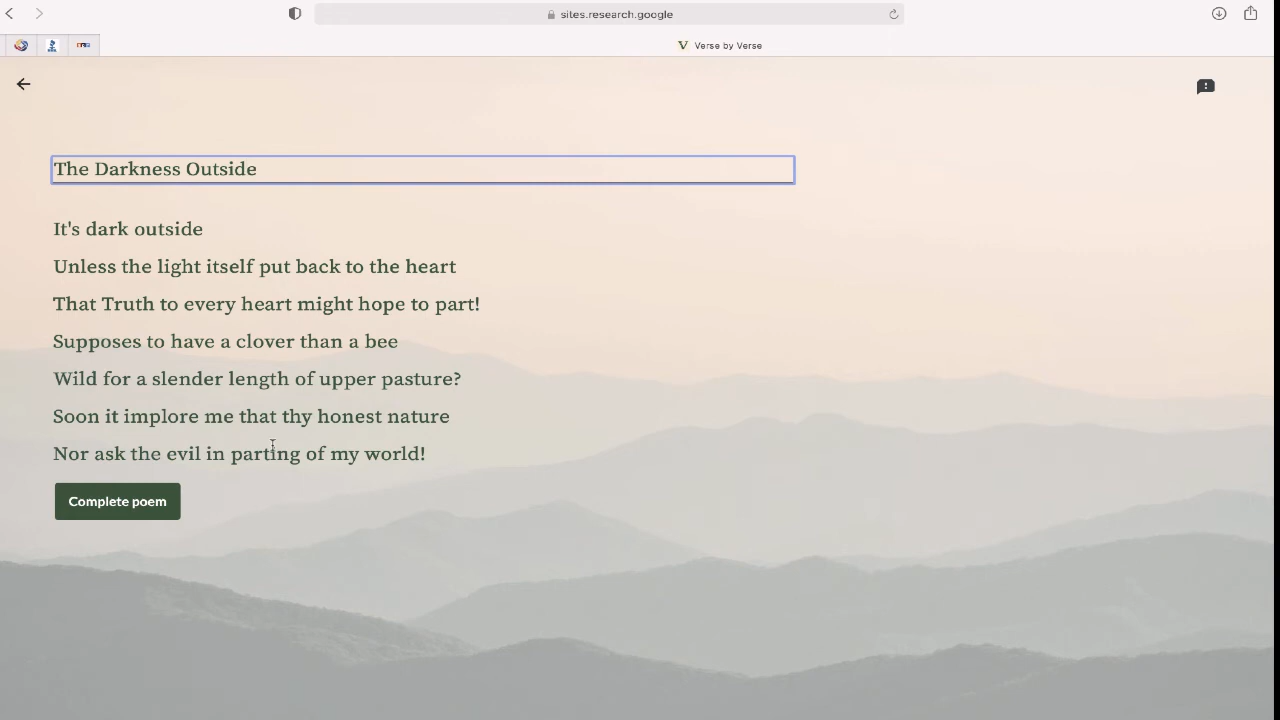 sites.research.google
V Verse by Verse
The Darkness Outside
It's dark outside
Unless the light itself put back to the heart
That Truth to every heart might hope to part!
Supposes to have a clover than a bee
Wild for a slender length of upper pasture?
Soon it implore me that thy honest nature
Nor ask the evil in parting of my world!
Complete poem